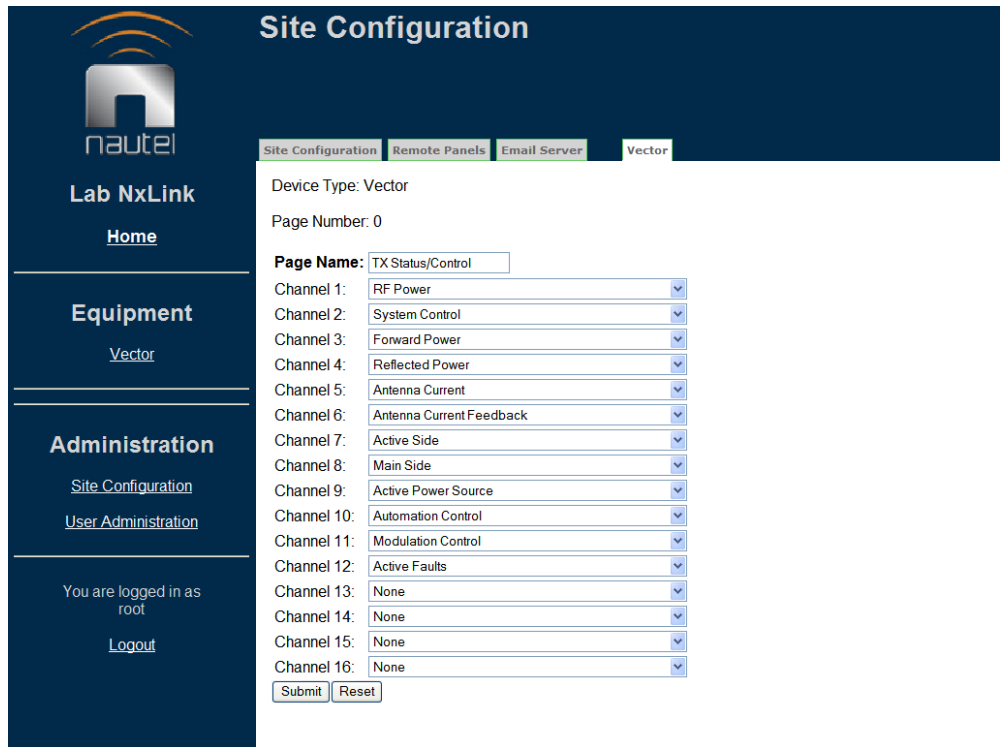 nautel
Lab NxLink
Home
Equipment
Vector
Administration
Site Configuration
User Administration
You are logged in as
root
Logout
Site Configuration
Site Configuration Remote Panels Email Server Vector
Device Type: Vector
Page Number: 0
Page Name: TX Status/Control
Channel 1: RF Power
Channel 2: System Control
Channel 3: Forward Power
Channel 4: Reflected Power
Channel 5: Antenna Current
Channel 6: Antenna Current Feedback
Channel 7: Active Side
Channel 8: Main Side
Channel 9: Active Power Source
Channel 10: Automation Control
Channel 11: Modulation Control
Channel 12: Active Faults
Channel 13: None
Channel 14: None
Channel 15: None
Channel 16: None
Submit Reset